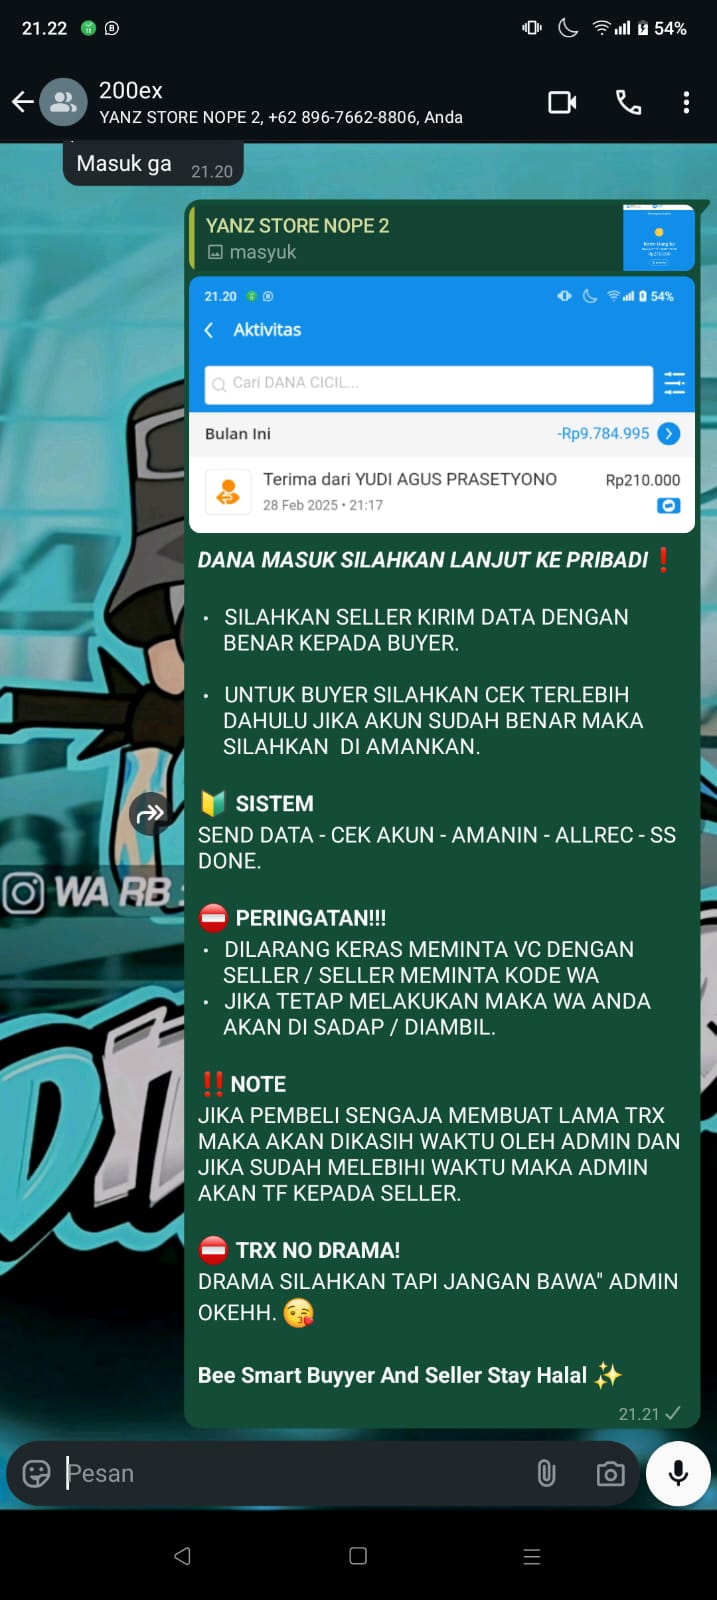 21.22 54%
200ex
YANZ STORE NOPE 2, +62 896-7662-8806, Anda
Masuk ga 21.20
YANZ STORE NOPE 2
masyuk
21.20 54%
Aktivitas
Cari DANA CICIL...
Bulan Ini -Rp9.784.995
Terima dari YUDI AGUS PRASETYONO Rp210.000
28 Feb 2025 • 21:17
DANA MASUK SILAHKAN LANJUT KE PRIBADI ❗
• SILAHKAN SELLER KIRIM DATA DENGAN
BENAR KEPADA BUYER.
• UNTUK BUYER SILAHKAN CEK TERLEBIH
DAHULU JIKA AKUN SUDAH BENAR MAKA
SILAHKAN DI AMANKAN.
🔰 SISTEM
SEND DATA - CEK AKUN - AMANIN - ALLREC - SS
DONE.
⛔ PERINGATAN!!!
• DILARANG KERAS MEMINTA VC DENGAN
SELLER / SELLER MEMINTA KODE WA
• JIKA TETAP MELAKUKAN MAKA WA ANDA
AKAN DI SADAP / DIAMBIL.
‼️ NOTE
JIKA PEMBELI SENGAJA MEMBUAT LAMA TRX
MAKA AKAN DIKASIH WAKTU OLEH ADMIN DAN
JIKA SUDAH MELEBIHI WAKTU MAKA ADMIN
AKAN TF KEPADA SELLER.
⛔ TRX NO DRAMA!
DRAMA SILAHKAN TAPI JANGAN BAWA" ADMIN
OKEHH. 😘
Bee Smart Buyyer And Seller Stay Halal ✨
21.21
WA RB :
Pesan